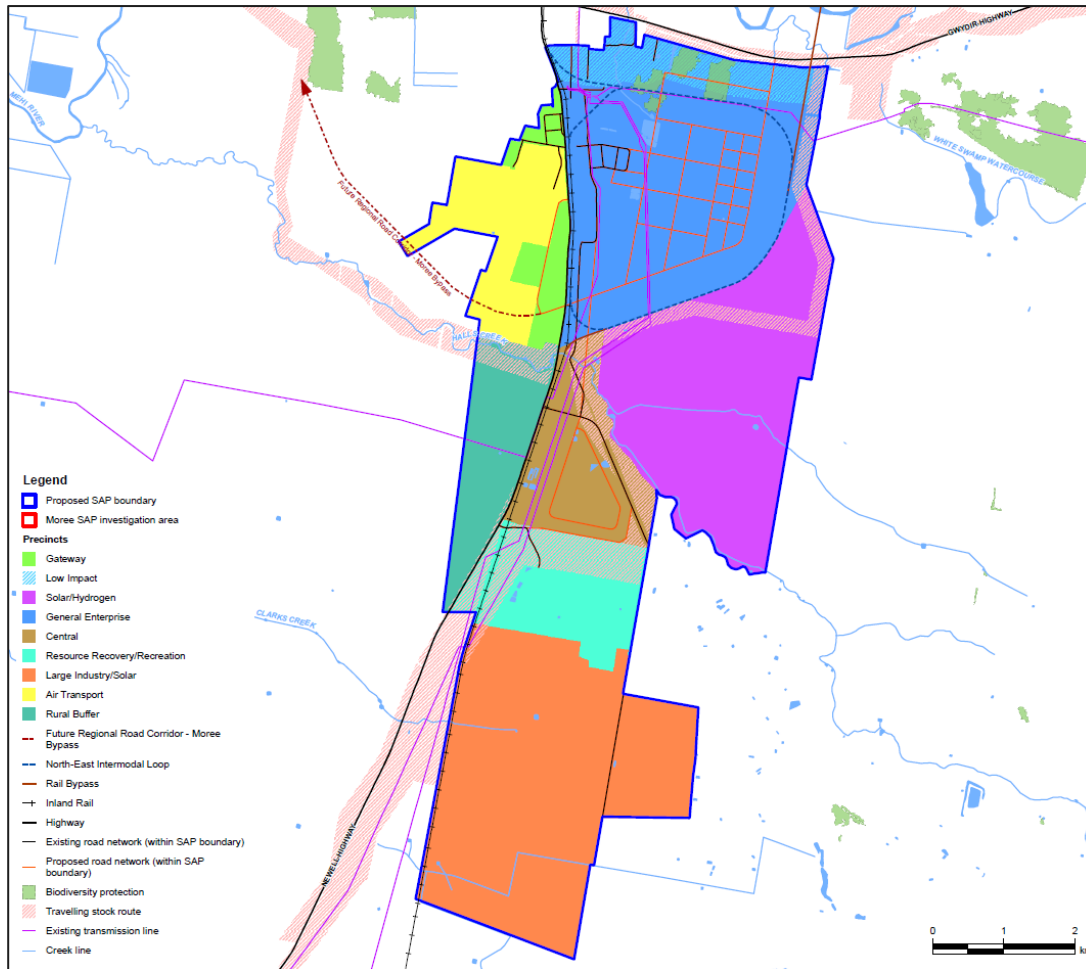 GWYDIR HIGHWAY
MEHI RIVER
WHITE SWAMP WATERCOURSE
Future Regional Road Corridor - Moree ByPass
HALLS CREEK
CLARKS CREEK
NEWELL HIGHWAY
Legend
Proposed SAP boundary
Moree SAP investigation area
Precincts
Gateway
Low Impact
Solar/Hydrogen
General Enterprise
Central
Resource Recovery/Recreation
Large Industry/Solar
Air Transport
Rural Buffer
Future Regional Road Corridor - Moree
Bypass
North-East Intermodal Loop
Rail Bypass
Inland Rail
Highway
Existing road network (within SAP boundary)
Proposed road network (within SAP
boundary)
Biodiversity protection
Travelling stock route
Existing transmission line
Creek line
0 1 2